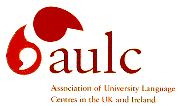 aulc
Association of University Language
Centres in the UK and Ireland